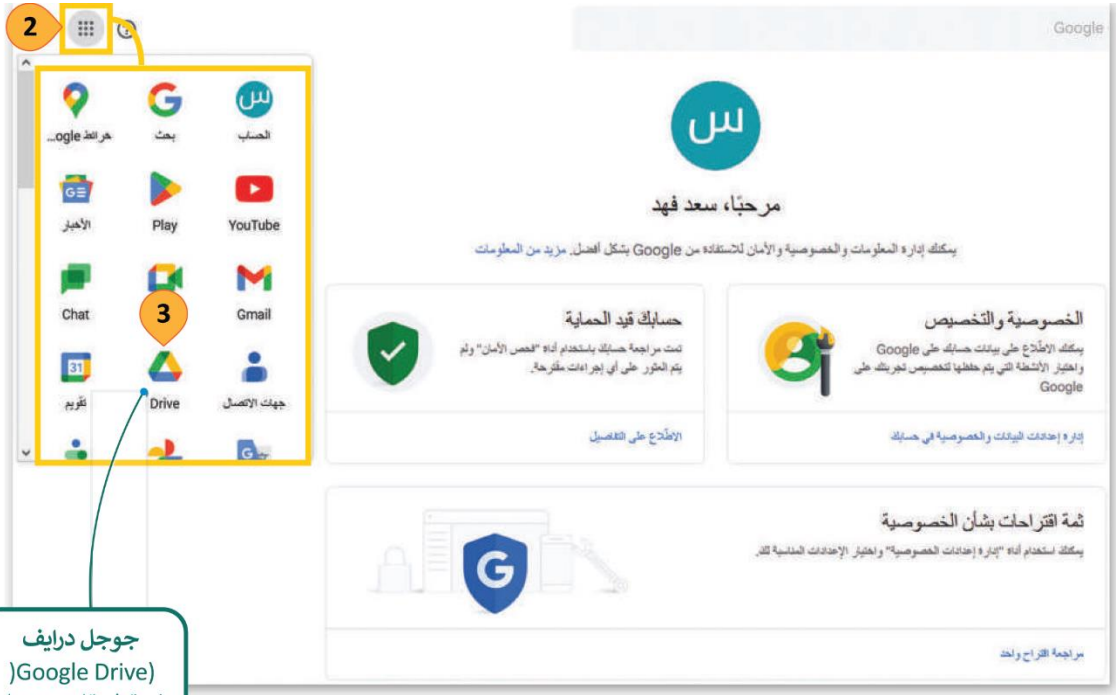 2
Google
س
مرحبًا، سعد فهد
يمكنك إدارة المعلومات والخصوصية والأمان للاستفادة من Google بشكل أفضل. مزيد من المعلومات
الخصوصية والتخصيص
يمكنك الاطّلاع على بيانات حسابك على Google
واختيار الأنشطة التي يتم حفظها لتخصيص تجربتك على
Google
إدارة إعدادات البيانات والخصوصية في حسابك
حسابك قيد الحماية
تمت مراجعة حسابك باستخدام أداة "فحص الأمان" ولم
يتم العثور على أي إجراءات مقترحة.
الاطّلاع على التفاصيل
ثمة اقتراحات بشأن الخصوصية
يمكنك استخدام أداة "إدارة إعدادات الخصوصية" واختيار الإعدادات المناسبة لك.
مراجعة اقتراح واحد
س
الحساب
بحث
خرائط ogle...
YouTube
Play
الأخبار
Gmail
3
Chat
جهات الاتصال
Drive
31
تقويم
جوجل درايف
(Google Drive)